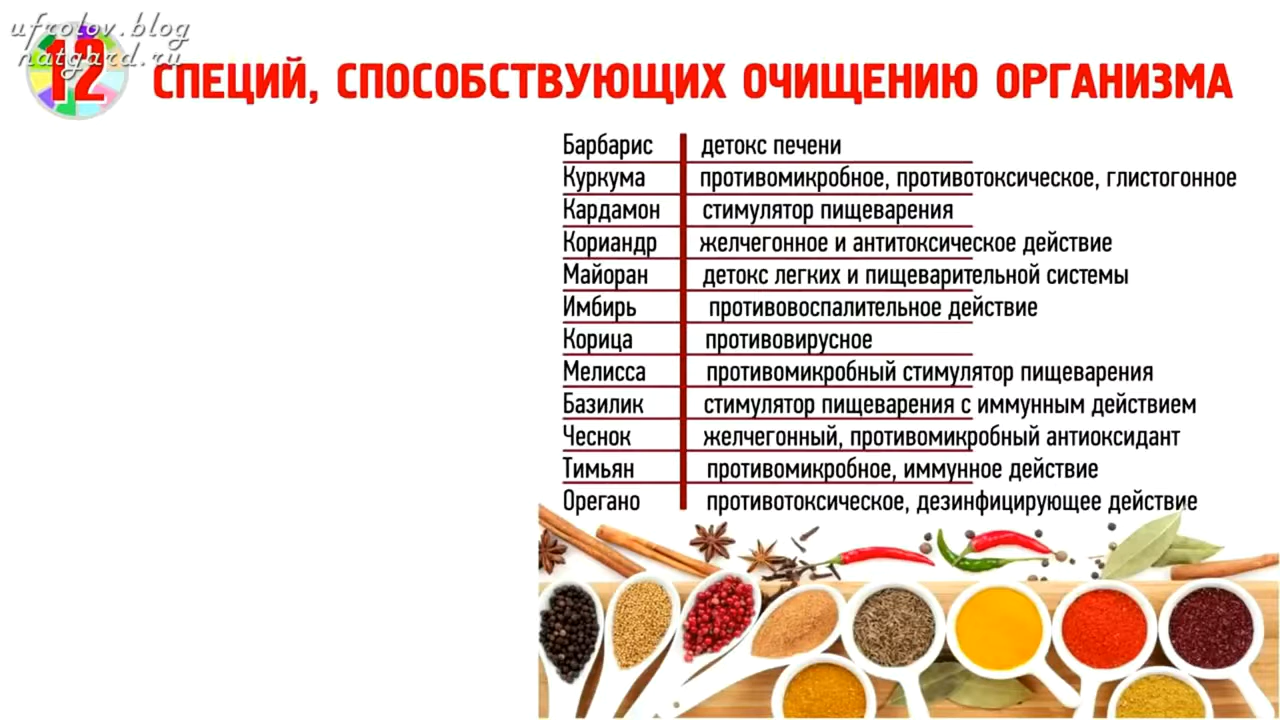 ufrolov.blog
natgard.ru
12 СПЕЦИЙ, СПОСОБСТВУЮЩИХ ОЧИЩЕНИЮ ОРГАНИЗМА
Барбарис детокс печени
Куркума противомикробное, противотоксическое, глистогонное
Кардамон стимулятор пищеварения
Кориандр желчегонное и антитоксическое действие
Майоран детокс легких и пищеварительной системы
Имбирь противовоспалительное действие
Корица противовирусное
Мелисса противомикробный стимулятор пищеварения
Базилик стимулятор пищеварения с иммунным действием
Чеснок желчегонный, противомикробный антиоксидант
Тимьян противомикробное, иммунное действие
Орегано противотоксическое, дезинфицирующее действие